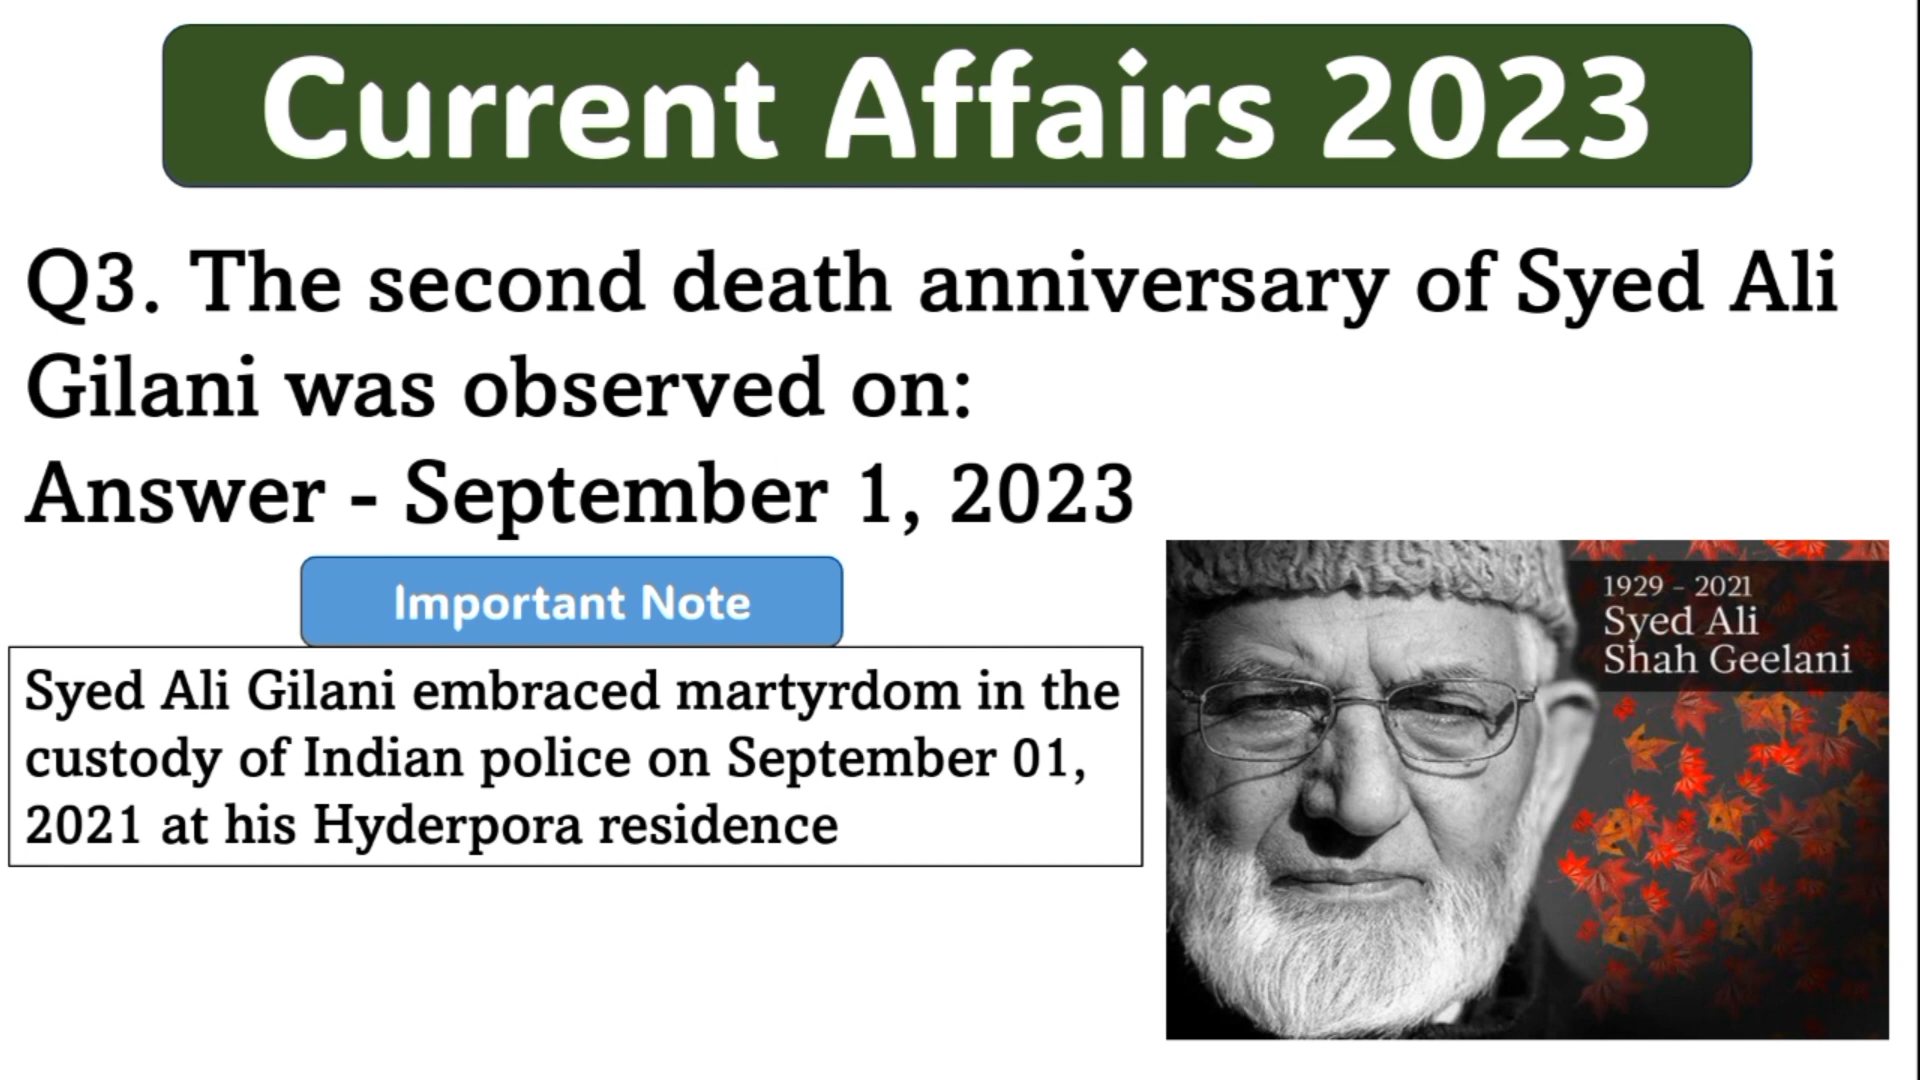 Current Affairs 2023
Q3. The second death anniversary of Syed Ali
Gilani was observed on:
Answer - September 1, 2023
Important Note
Syed Ali Gilani embraced martyrdom in the
custody of Indian police on September 01,
2021 at his Hyderpora residence
1929 - 2021
Syed Ali
Shah Geelani